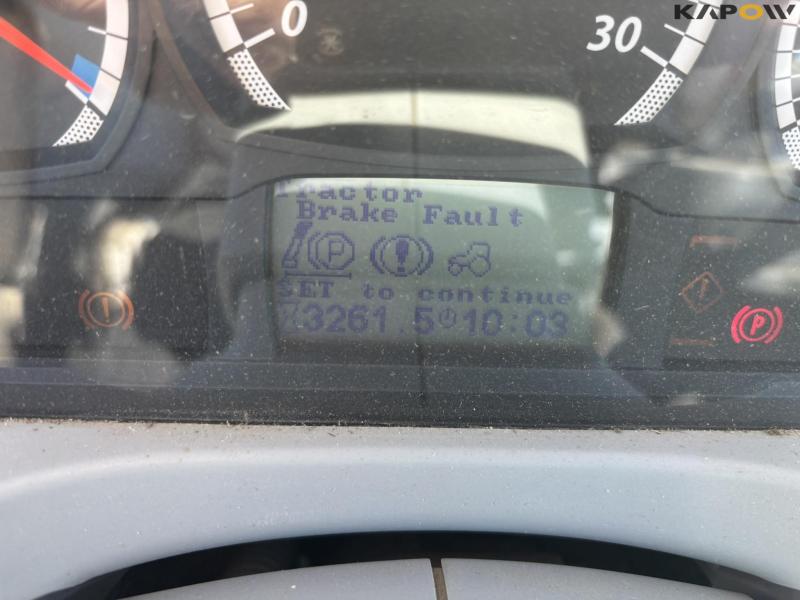 KAPOW
0
30
Tractor
Brake Fault
P
SET to continue
3261.5 10:03
P